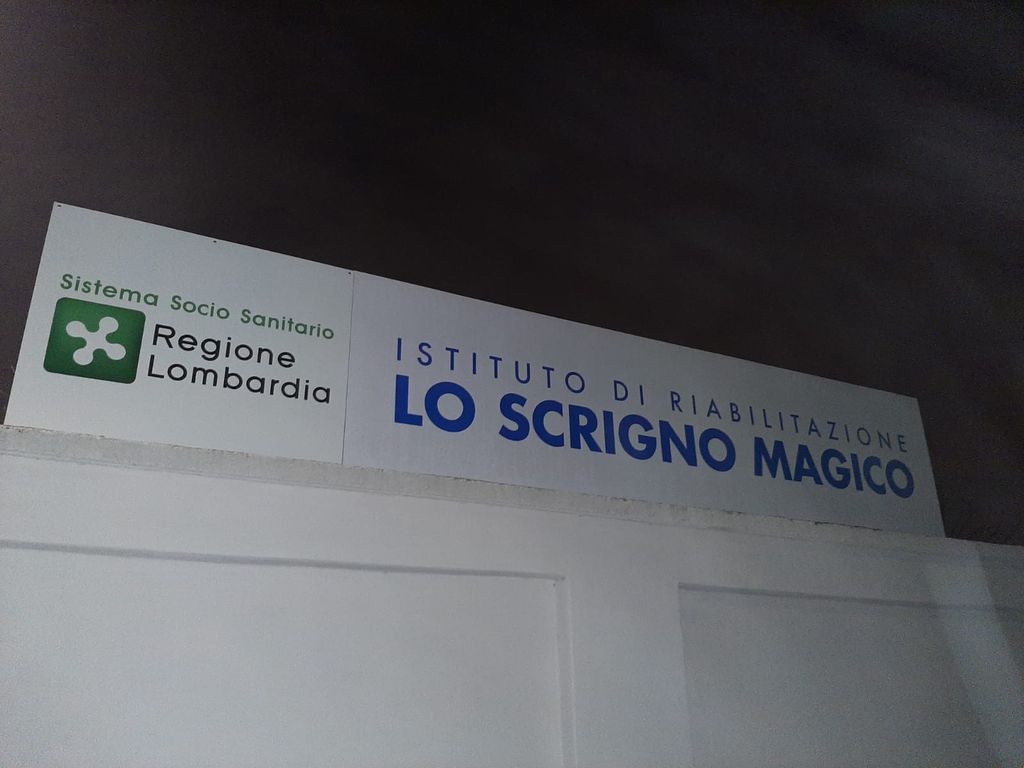 Sistema Socio Sanitario
Regione
Lombardia
ISTITUTO DI RIABILITAZIONE
LO SCRIGNO MAGICO